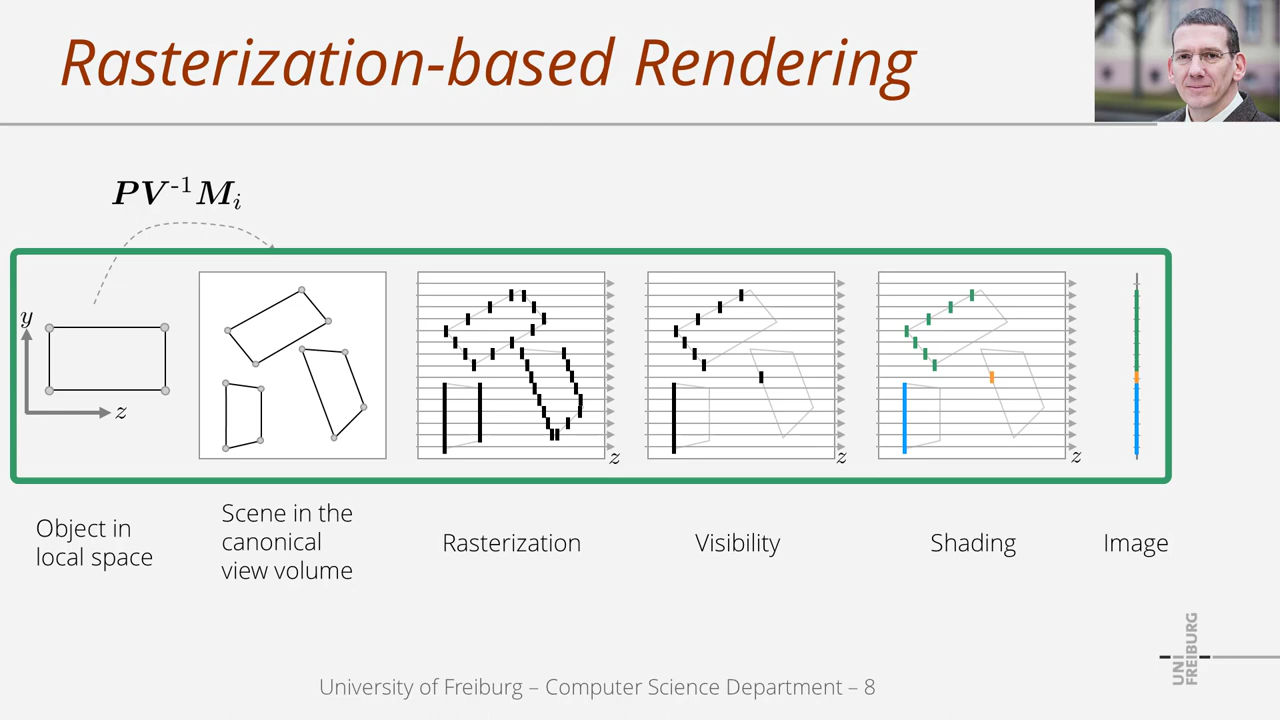 Rasterization-based Rendering
PV⁻¹Mᵢ
y
z
z
z
z
Object in
local space
Scene in the
canonical
view volume
Rasterization
Visibility
Shading
Image
UNI
FREIBURG
University of Freiburg – Computer Science Department – 8